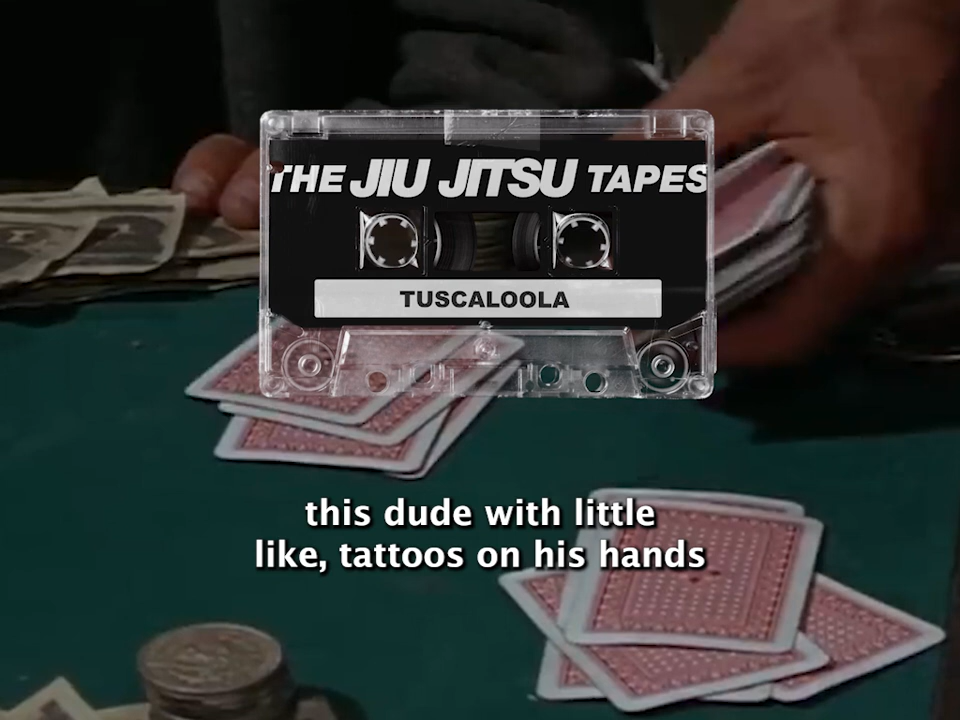 THE JIU JITSU TAPES
TUSCALOOLA
this dude with little
like, tattoos on his hands